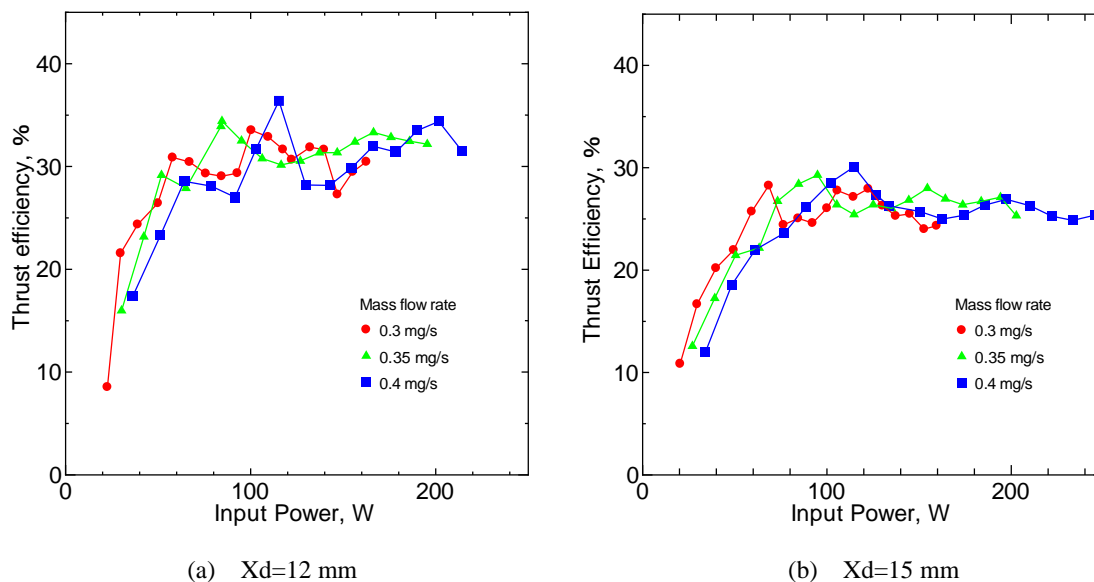 40
30
20
10
0
0
100
200
Thrust efficiency, %
Input Power, W
Mass flow rate
0.3 mg/s
0.35 mg/s
0.4 mg/s
(a) Xd=12 mm
40
30
20
10
0
0
100
200
Thrust Efficiency, %
Input Power, W
Mass flow rate
0.3 mg/s
0.35 mg/s
0.4 mg/s
(b) Xd=15 mm